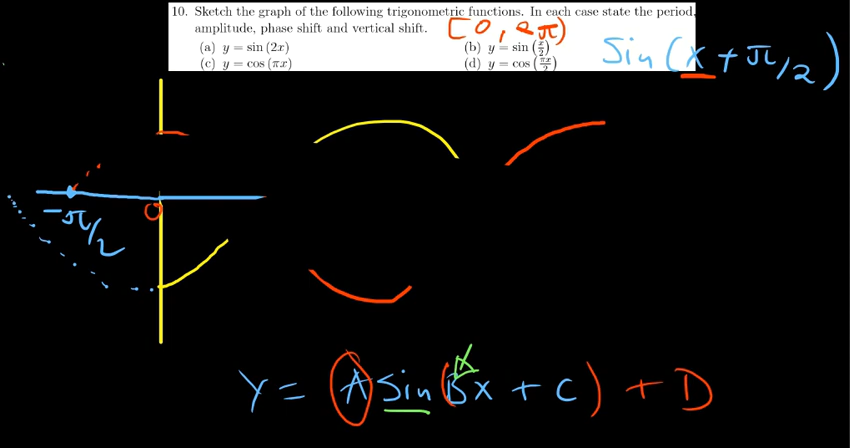 10. Sketch the graph of the following trigonometric functions. In each case state the period,
amplitude, phase shift and vertical shift.
[0, 2π)
(a) y = sin (2x)
(b) y = sin (x/2)
(c) y = cos (πx)
(d) y = cos (πx/2)
Sin(x + π/2)
0
-π/2
Y = A Sin(Bx + C) + D